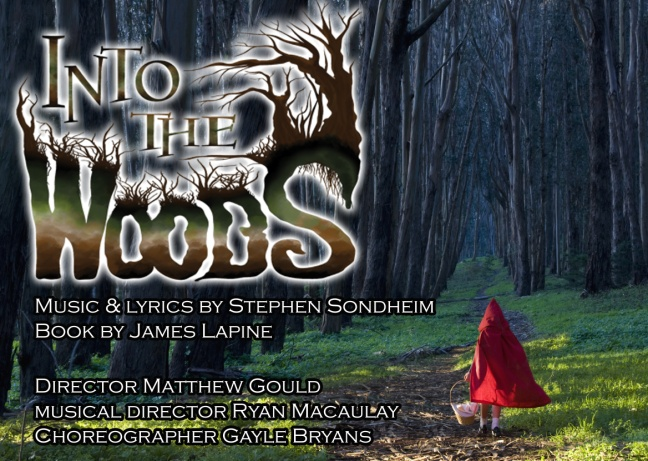 INTO
THE
WOODS
MUSIC & LYRICS BY STEPHEN SONDHEIM
BOOK BY JAMES LAPINE
DIRECTOR MATTHEW GOULD
MUSICAL DIRECTOR RYAN MACAULAY
CHOREOGRAPHER GAYLE BRYANS